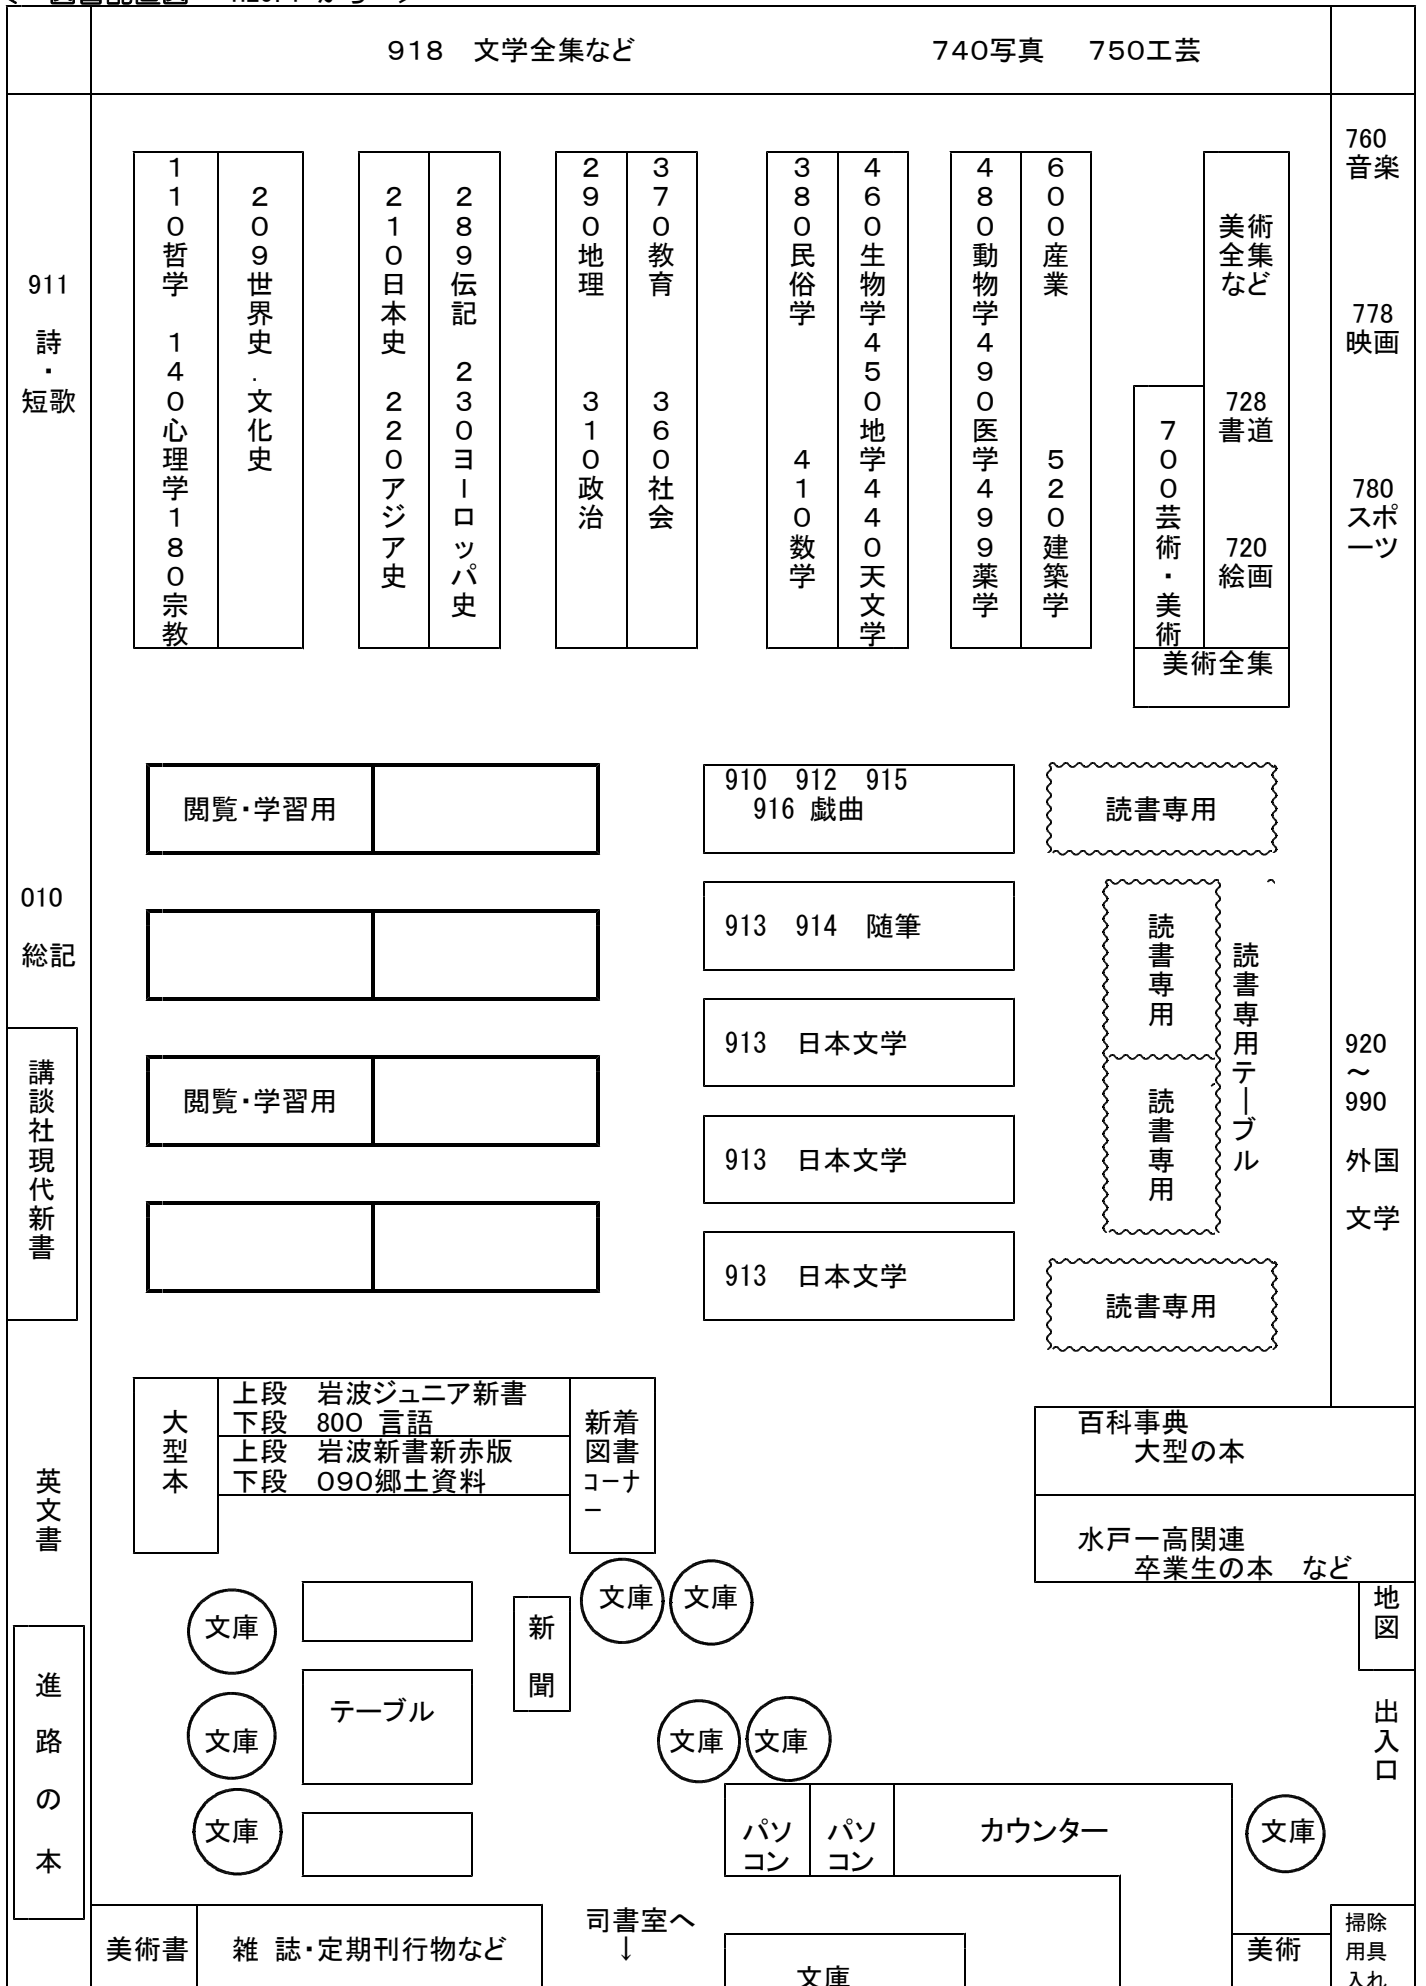 918　文学全集など
740写真　750工芸
760
音楽
778
映画
780
スポ
ーツ
920
～
990
外国
文学
911
詩
・
短歌
010
総記
講談社現代新書
英文書
進路の本
110哲学　140心理学180宗教
209世界史．文化史
210日本史　220アジア史
289伝記　230ヨーロッパ史
290地理　310政治
370教育　360社会
380民俗学　410数学
460生物学450地学440天文学
480動物学490医学499薬学
600産業　520建築学
美術
全集
など
728
書道
720
絵画
700芸術・美術
美術全集
閲覧・学習用
閲覧・学習用
910　912　915
916 戯曲
913　914　随筆
913　日本文学
913　日本文学
913　日本文学
読書専用
読書専用
読書専用
読書専用テーブル
読書専用
大型本
上段　岩波ジュニア新書
下段　800 言語
上段　岩波新書新赤版
下段　090郷土資料
新着
図書
コーナ
ー
百科事典
大型の本
水戸一高関連
卒業生の本　など
地図
出入口
文庫
文庫
文庫
文庫
文庫
新聞
テーブル
文庫
文庫
パソ
コン
パソ
コン
カウンター
文庫
美術書
雑 誌・定期刊行物など
司書室へ
↓
文庫
美術
掃除
用具
入れ